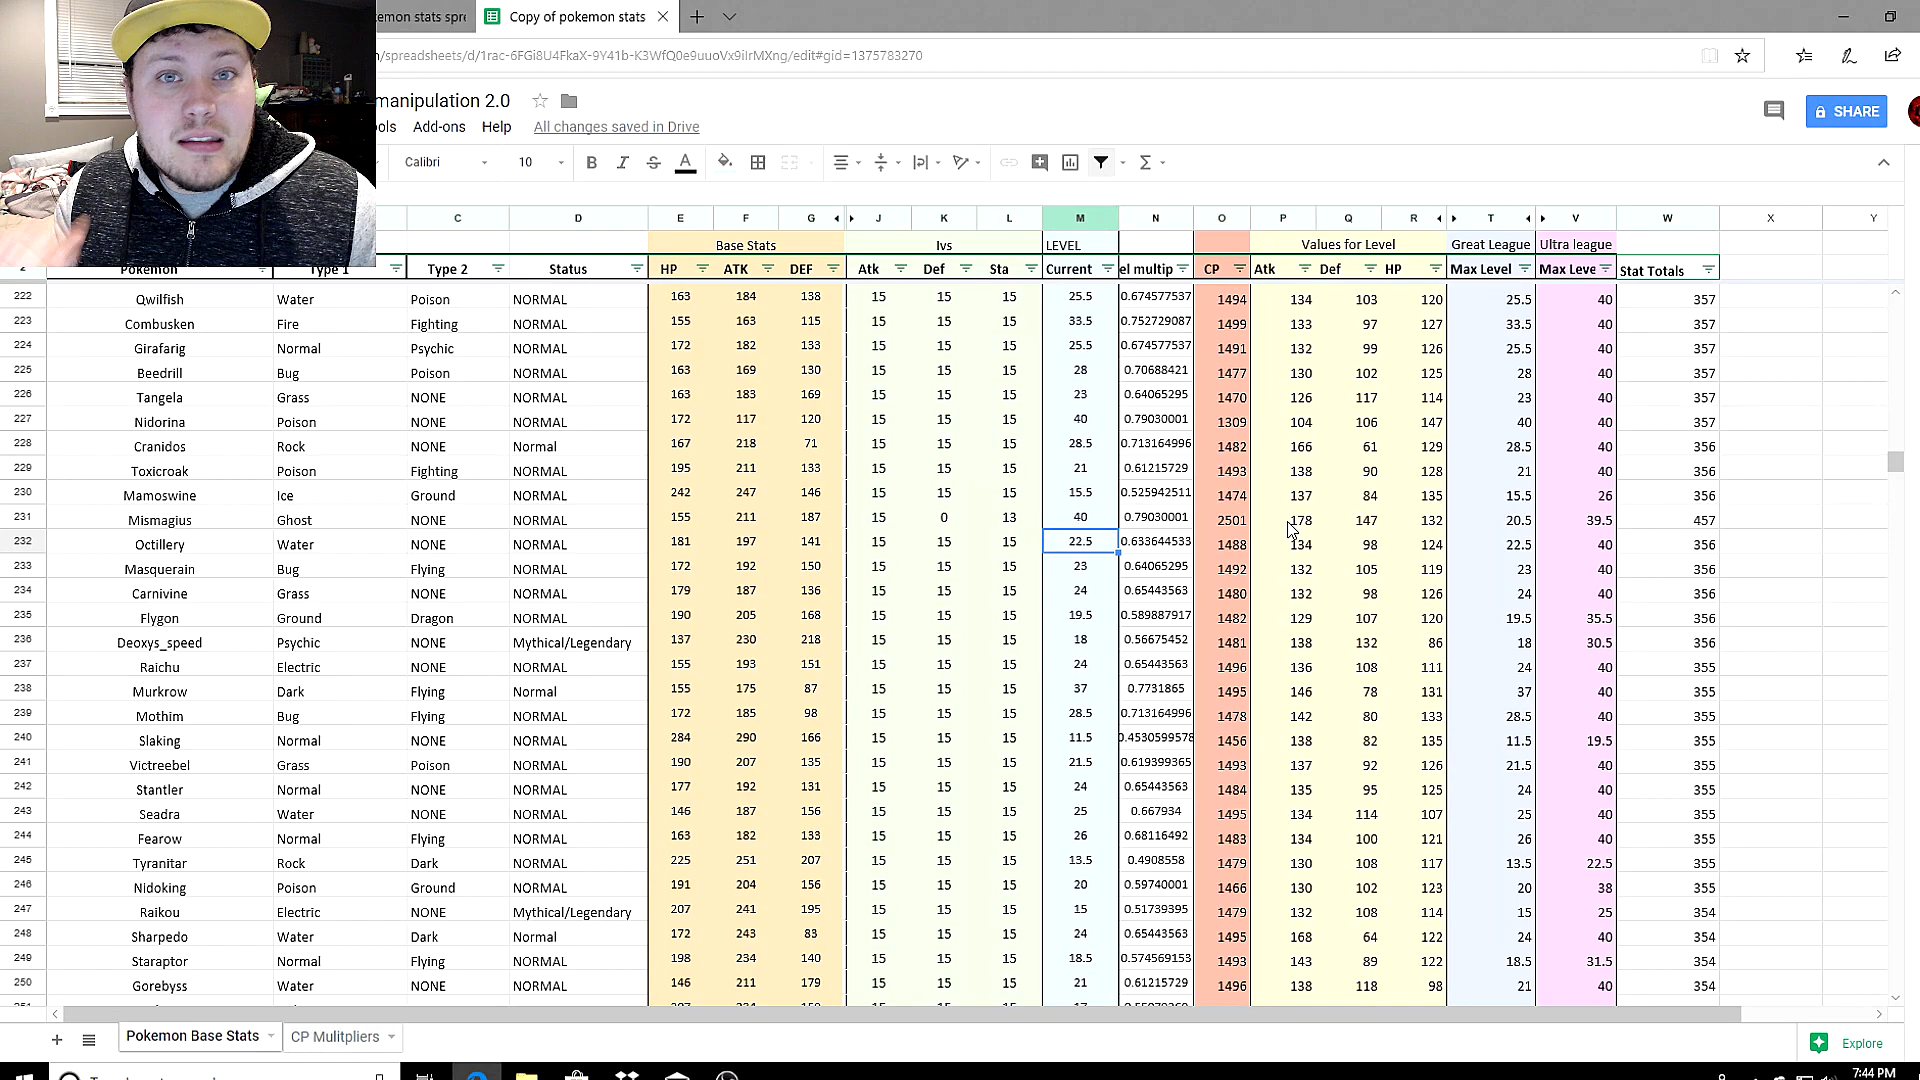 emon stats spre
Copy of pokemon stats
/spreadsheets/d/1rac-6FGi8U4FkaX-9Y41b-K3WfQ0e9uuoVx9iIrMXng/edit#gid=1375783270
manipulation 2.0
SHARE
ols Add-ons Help All changes saved in Drive
Calibri 10
C D E F G J K L M N O P Q R T V W X Y
Base Stats Ivs LEVEL Values for Level Great League Ultra league
2 Pokemon Type 1 Type 2 Status HP ATK DEF Atk Def Sta Current el multip CP Atk Def HP Max Level Max Leve Stat Totals
222 Qwilfish Water Poison NORMAL 163 184 138 15 15 15 25.5 0.674577537 1494 134 103 120 25.5 40 357
223 Combusken Fire Fighting NORMAL 155 163 115 15 15 15 33.5 0.752729087 1499 133 97 127 33.5 40 357
224 Girafarig Normal Psychic NORMAL 172 182 133 15 15 15 25.5 0.674577537 1491 132 99 126 25.5 40 357
225 Beedrill Bug Poison NORMAL 163 169 130 15 15 15 28 0.70688421 1477 130 102 125 28 40 357
226 Tangela Grass NONE NORMAL 163 183 169 15 15 15 23 0.64065295 1470 126 117 114 23 40 357
227 Nidorina Poison NONE NORMAL 172 117 120 15 15 15 40 0.79030001 1309 104 106 147 40 40 357
228 Cranidos Rock NONE Normal 167 218 71 15 15 15 28.5 0.713164996 1482 166 61 129 28.5 40 356
229 Toxicroak Poison Fighting NORMAL 195 211 133 15 15 15 21 0.61215729 1493 138 90 128 21 40 356
230 Mamoswine Ice Ground NORMAL 242 247 146 15 15 15 15.5 0.525942511 1474 137 84 135 15.5 26 356
231 Mismagius Ghost NONE NORMAL 155 211 187 15 0 13 40 0.79030001 2501 178 147 132 20.5 39.5 457
232 Octillery Water NONE NORMAL 181 197 141 15 15 15 22.5 0.633644533 1488 134 98 124 22.5 40 356
233 Masquerain Bug Flying NORMAL 172 192 150 15 15 15 23 0.64065295 1492 132 105 119 23 40 356
234 Carnivine Grass NONE NORMAL 179 187 136 15 15 15 24 0.65443563 1480 132 98 126 24 40 356
235 Flygon Ground Dragon NORMAL 190 205 168 15 15 15 19.5 0.589887917 1482 129 107 120 19.5 35.5 356
236 Deoxys_speed Psychic NONE Mythical/Legendary 137 230 218 15 15 15 18 0.56675452 1481 138 132 86 18 30.5 356
237 Raichu Electric NONE NORMAL 155 193 151 15 15 15 24 0.65443563 1496 136 108 111 24 40 355
238 Murkrow Dark Flying Normal 155 175 87 15 15 15 37 0.7731865 1495 146 78 131 37 40 355
239 Mothim Bug Flying NORMAL 172 185 98 15 15 15 28.5 0.713164996 1478 142 80 133 28.5 40 355
240 Slaking Normal NONE NORMAL 284 290 166 15 15 15 11.5 0.4530599578 1456 138 82 135 11.5 19.5 355
241 Victreebel Grass Poison NORMAL 190 207 135 15 15 15 21.5 0.619399365 1493 137 92 126 21.5 40 355
242 Stantler Normal NONE NORMAL 177 192 131 15 15 15 24 0.65443563 1484 135 95 125 24 40 355
243 Seadra Water NONE NORMAL 146 187 156 15 15 15 25 0.667934 1495 134 114 107 25 40 355
244 Fearow Normal Flying NORMAL 163 182 133 15 15 15 26 0.68116492 1483 134 100 121 26 40 355
245 Tyranitar Rock Dark NORMAL 225 251 207 15 15 15 13.5 0.4908558 1479 130 108 117 13.5 22.5 355
246 Nidoking Poison Ground NORMAL 191 204 156 15 15 15 20 0.59740001 1466 130 102 123 20 38 355
247 Raikou Electric NONE Mythical/Legendary 207 241 195 15 15 15 15 0.51739395 1479 132 108 114 15 25 354
248 Sharpedo Water Dark Normal 172 243 83 15 15 15 24 0.65443563 1495 168 64 122 24 40 354
249 Staraptor Normal Flying NORMAL 198 234 140 15 15 15 18.5 0.574569153 1493 143 89 122 18.5 31.5 354
250 Gorebyss Water NONE NORMAL 146 211 179 15 15 15 21 0.61215729 1496 138 118 98 21 40 354
Pokemon Base Stats CP Mulitpliers Explore
7:44 PM